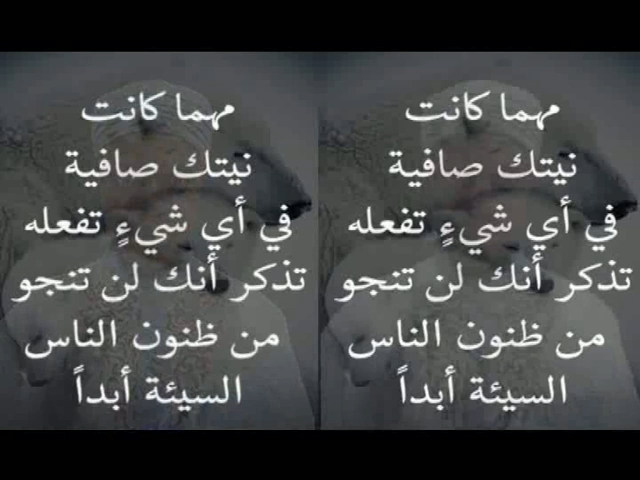 مهما كانت
نيتك صافية
في أي شيءٍ تفعله
تذكر أنك لن تنجو
من ظنون الناس
السيئة أبداً
مهما كانت
نيتك صافية
في أي شيءٍ تفعله
تذكر أنك لن تنجو
من ظنون الناس
السيئة أبداً